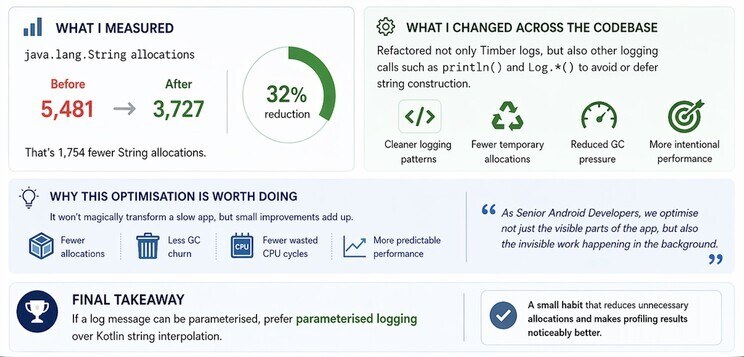 WHAT I MEASURED
java.lang.String allocations
Before
After
5,481 → 3,727
32%
reduction
That's 1,754 fewer String allocations.
WHAT I CHANGED ACROSS THE CODEBASE
Refactored not only Timber logs, but also other logging
calls such as println() and Log.*() to avoid or defer
string construction.
</>
Cleaner logging
patterns
Fewer temporary
allocations
Reduced GC
pressure
More intentional
performance
WHY THIS OPTIMISATION IS WORTH DOING
It won't magically transform a slow app, but small improvements add up.
Fewer
allocations
Less GC
churn
CPU
Fewer wasted
CPU cycles
More predictable
performance
“ As Senior Android Developers, we optimise
not just the visible parts of the app, but also
the invisible work happening in the background. ”
FINAL TAKEAWAY
If a log message can be parameterised, prefer parameterised logging
over Kotlin string interpolation.
A small habit that reduces unnecessary
allocations and makes profiling results
noticeably better.